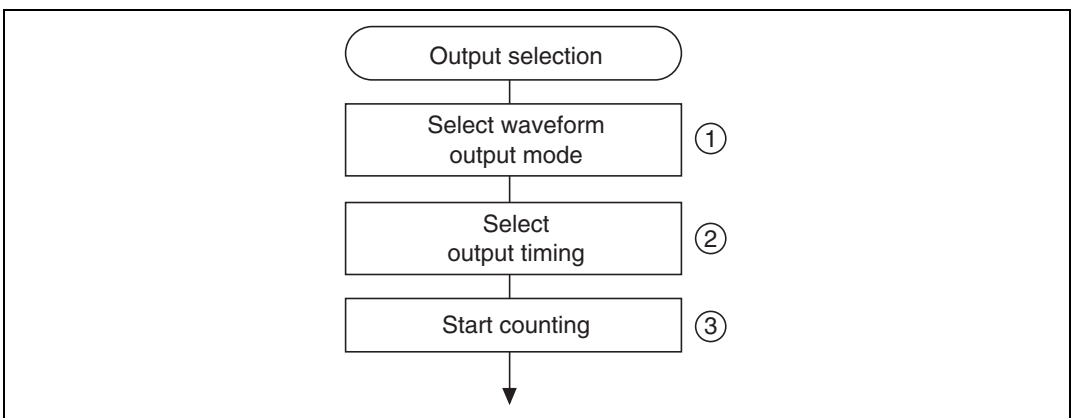 Output selection
Select waveform
output mode
①
Select
output timing
②
Start counting
③